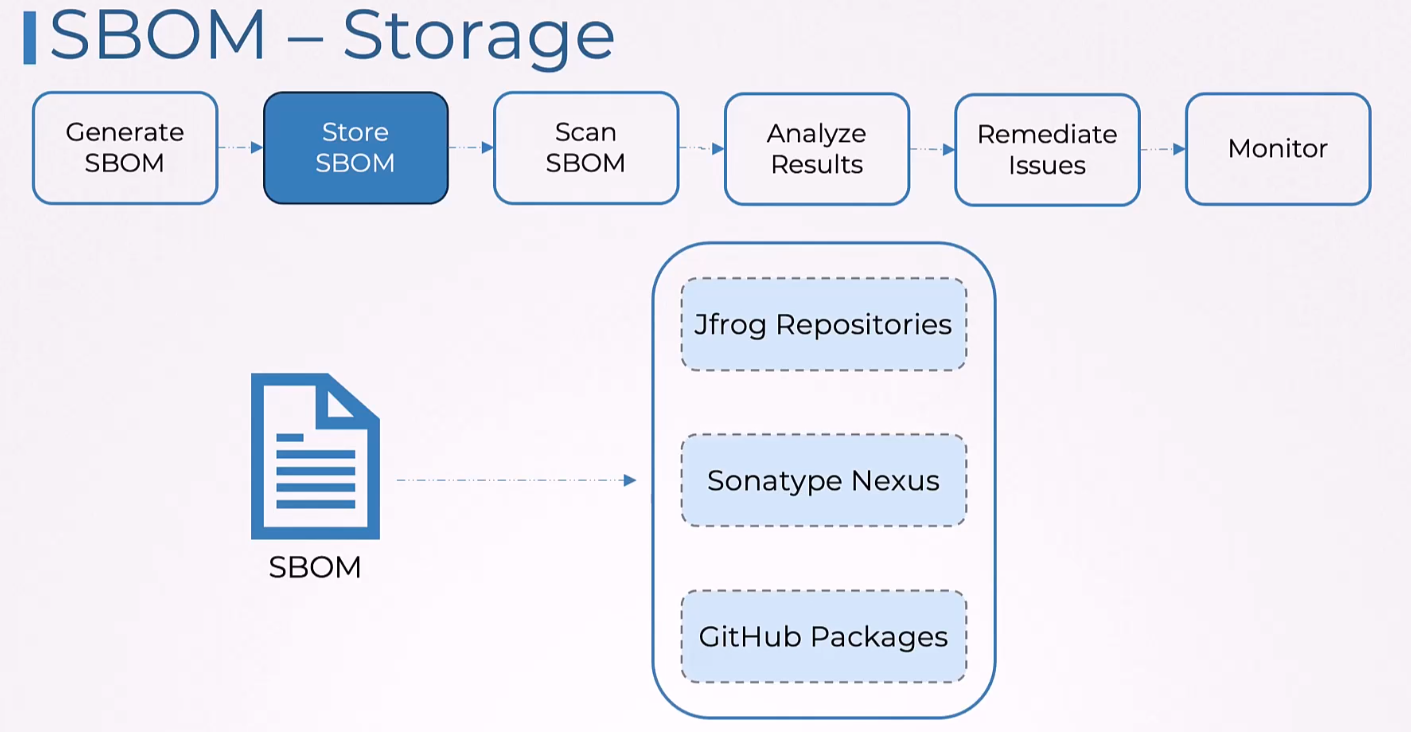 SBOM – Storage
Generate
SBOM
Store
SBOM
Scan
SBOM
Analyze
Results
Remediate
Issues
Monitor
Jfrog Repositories
Sonatype Nexus
GitHub Packages
SBOM